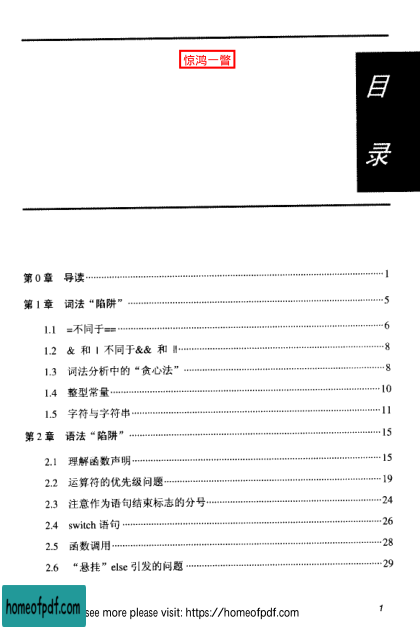 惊鸿一瞥
目
录
第 0 章 导读 1
第 1 章 词法“陷阱” 5
1.1 =不同于== 6
1.2 & 和 | 不同于&& 和 || 8
1.3 词法分析中的“贪心法” 8
1.4 整型常量 10
1.5 字符与字符串 11
第 2 章 语法“陷阱” 15
2.1 理解函数声明 15
2.2 运算符的优先级问题 19
2.3 注意作为语句结束标志的分号 24
2.4 switch 语句 26
2.5 函数调用 28
2.6 “悬挂”else 引发的问题 29
1
homeofpdf.com
see more please visit: https://homeofpdf.com